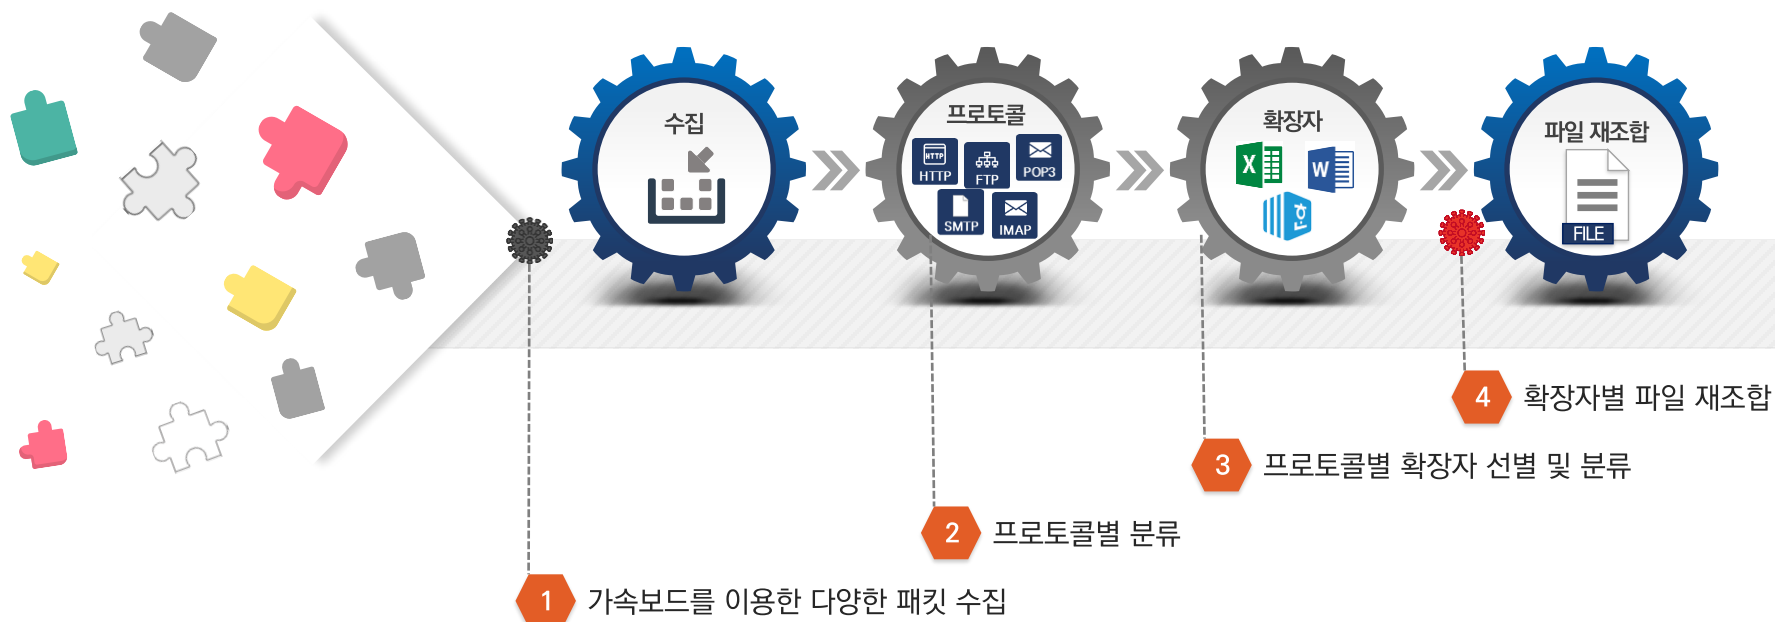 수집
프로토콜
HTTP
HTTP
FTP
POP3
SMTP
IMAP
확장자
X
W
한
파일 재조합
FILE
4 확장자별 파일 재조합
3 프로토콜별 확장자 선별 및 분류
2 프로토콜별 분류
1 가속보드를 이용한 다양한 패킷 수집